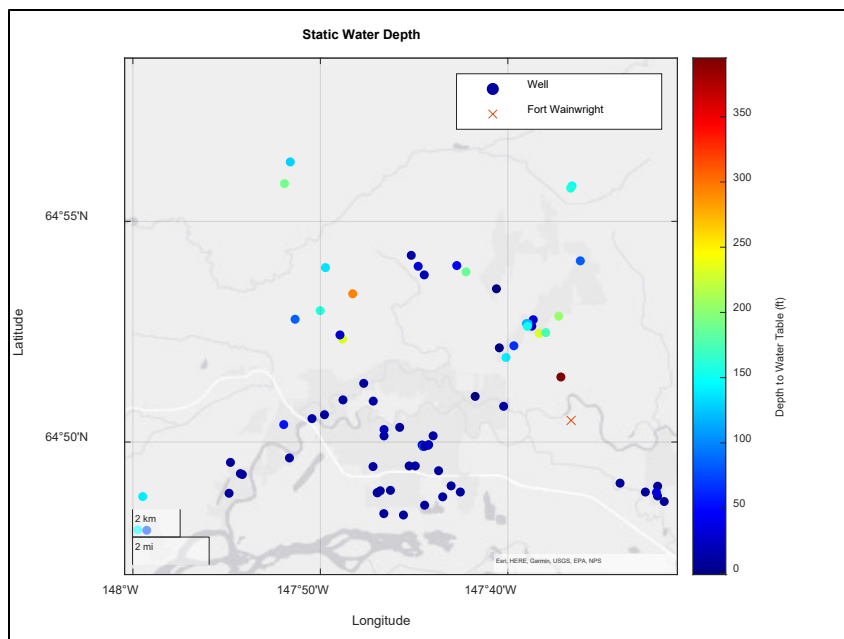 Static Water Depth
Well
Fort Wainwright
64°55'N
64°50'N
Latitude
2 km
2 mi
Esri, HERE, Garmin, USGS, EPA, NPS
148°W
147°50'W
147°40'W
Longitude
350
300
250
200
150
100
50
0
Depth to Water Table (ft)